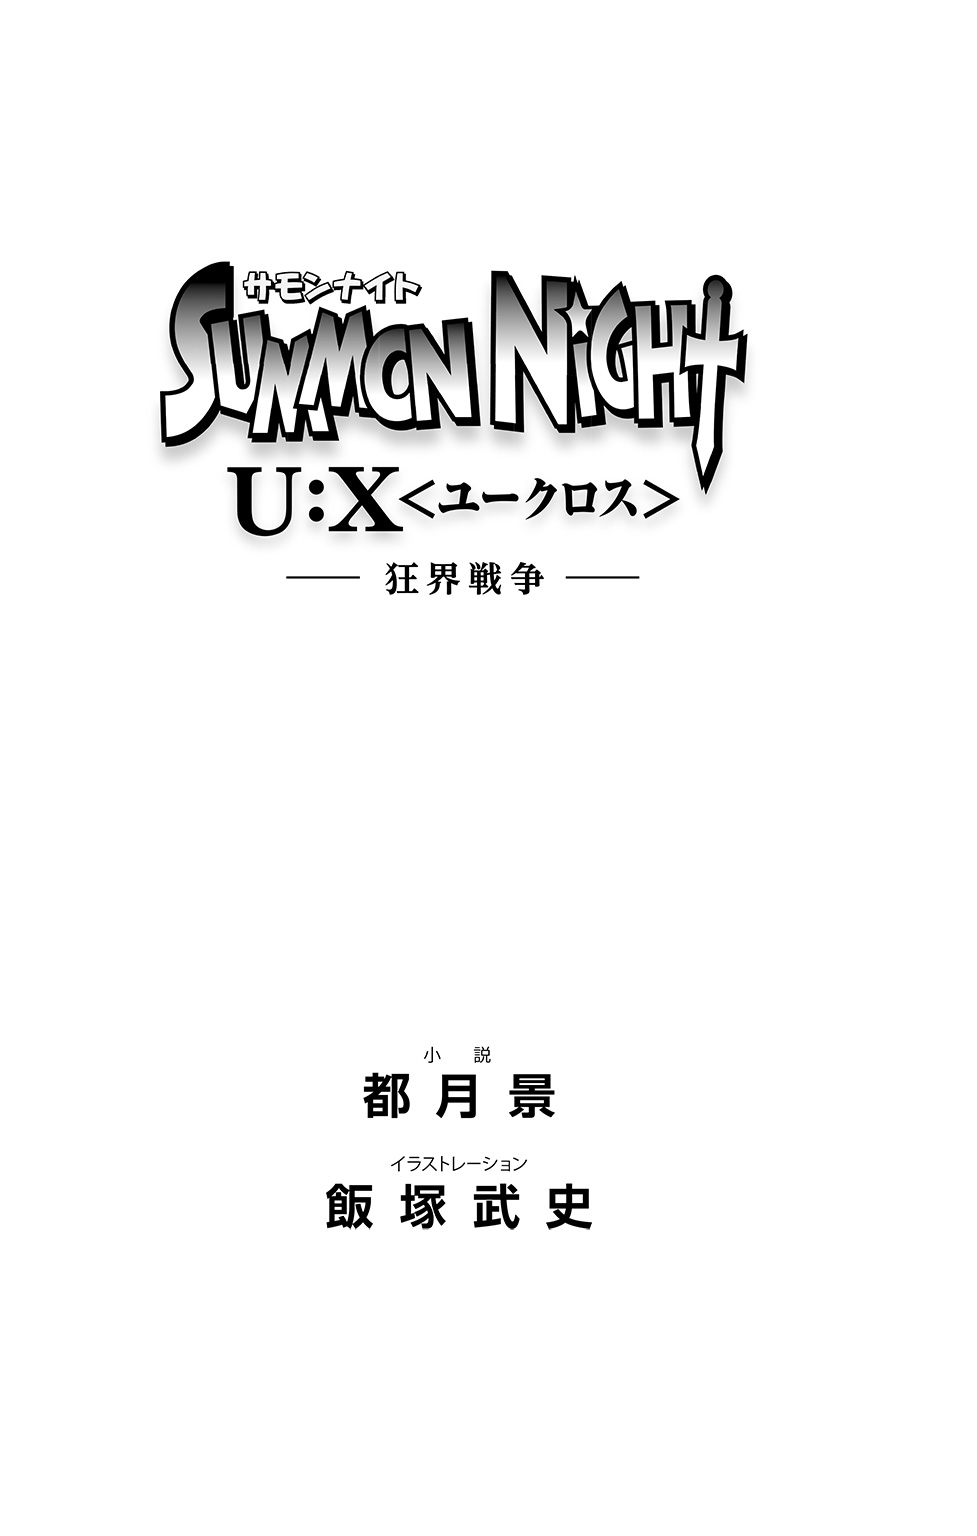 サモンナイト
SUMMON NIGHT
U:X<ユークロス>
狂界戦争
小説
都月景
イラストレーション
飯塚武史